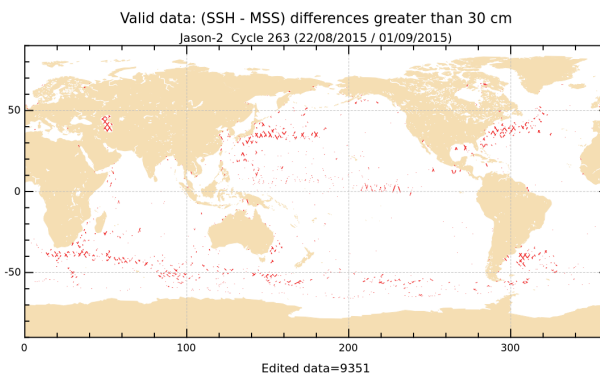 Valid data: (SSH - MSS) differences greater than 30 cm
Jason-2 Cycle 263 (22/08/2015 / 01/09/2015)
50
0
-50
0 100 200 300
Edited data=9351